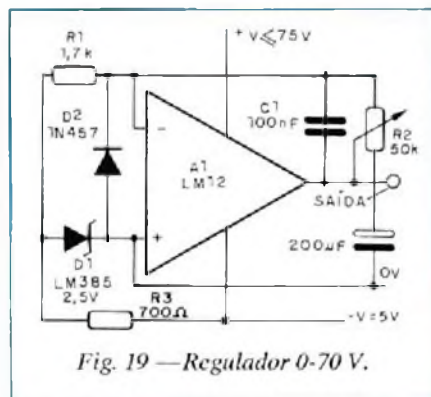 R1
1,7k
+V ≤ 75V
D2
1N457
C1
100nF
R2
50k
-
A1
LM12
SAÍDA
+
D1
LM385
2,5V
200µF
0V
R3
700Ω
-V=5V
Fig. 19 — Regulador 0-70 V.